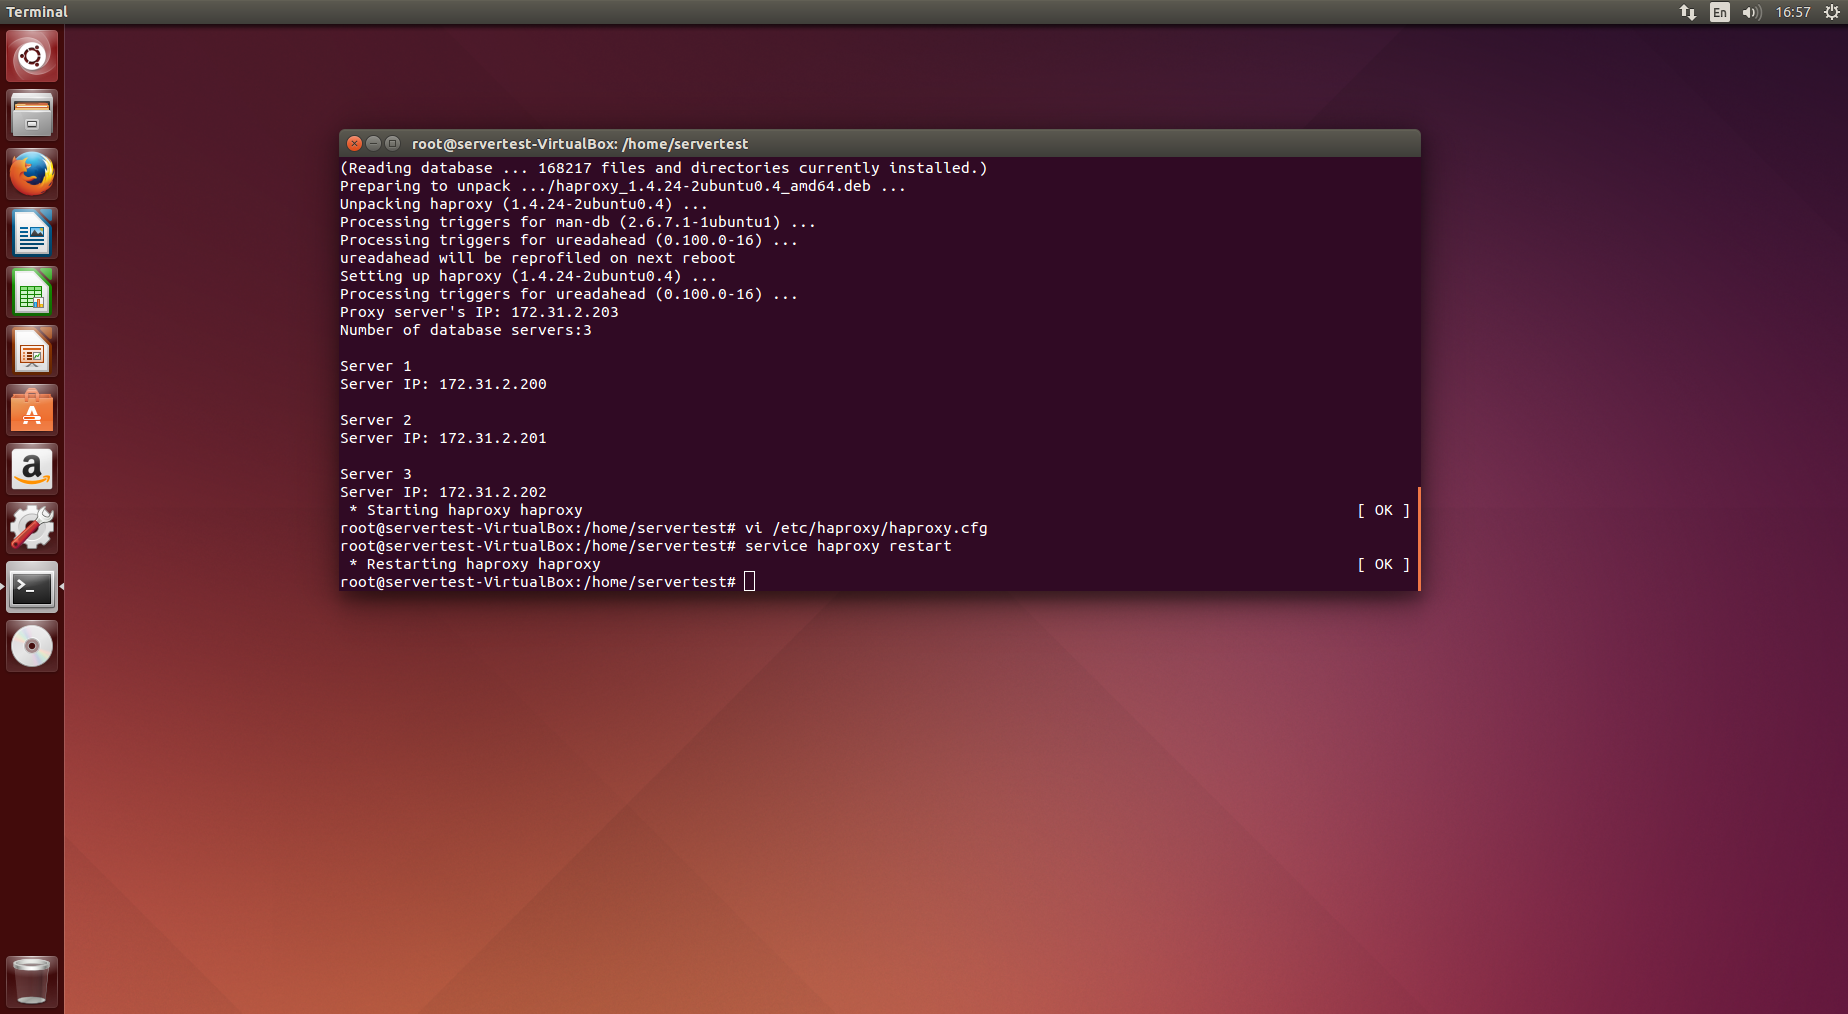 Terminal
En
16:57
root@servertest-VirtualBox: /home/servertest
(Reading database ... 168217 files and directories currently installed.)
Preparing to unpack .../haproxy_1.4.24-2ubuntu0.4_amd64.deb ...
Unpacking haproxy (1.4.24-2ubuntu0.4) ...
Processing triggers for man-db (2.6.7.1-1ubuntu1) ...
Processing triggers for ureadahead (0.100.0-16) ...
ureadahead will be reprofiled on next reboot
Setting up haproxy (1.4.24-2ubuntu0.4) ...
Processing triggers for ureadahead (0.100.0-16) ...
Proxy server's IP: 172.31.2.203
Number of database servers:3
Server 1
Server IP: 172.31.2.200
Server 2
Server IP: 172.31.2.201
Server 3
Server IP: 172.31.2.202
 * Starting haproxy haproxy [ OK ]
root@servertest-VirtualBox:/home/servertest# vi /etc/haproxy/haproxy.cfg
root@servertest-VirtualBox:/home/servertest# service haproxy restart
 * Restarting haproxy haproxy [ OK ]
root@servertest-VirtualBox:/home/servertest#